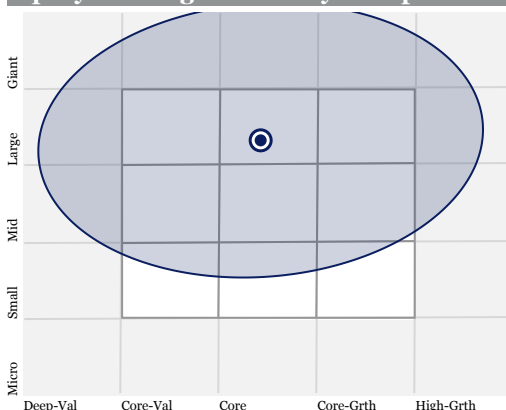 Giant
Large
Mid
Small
Micro
Deep-Val
Core-Val
Core
Core-Grth
High-Grth